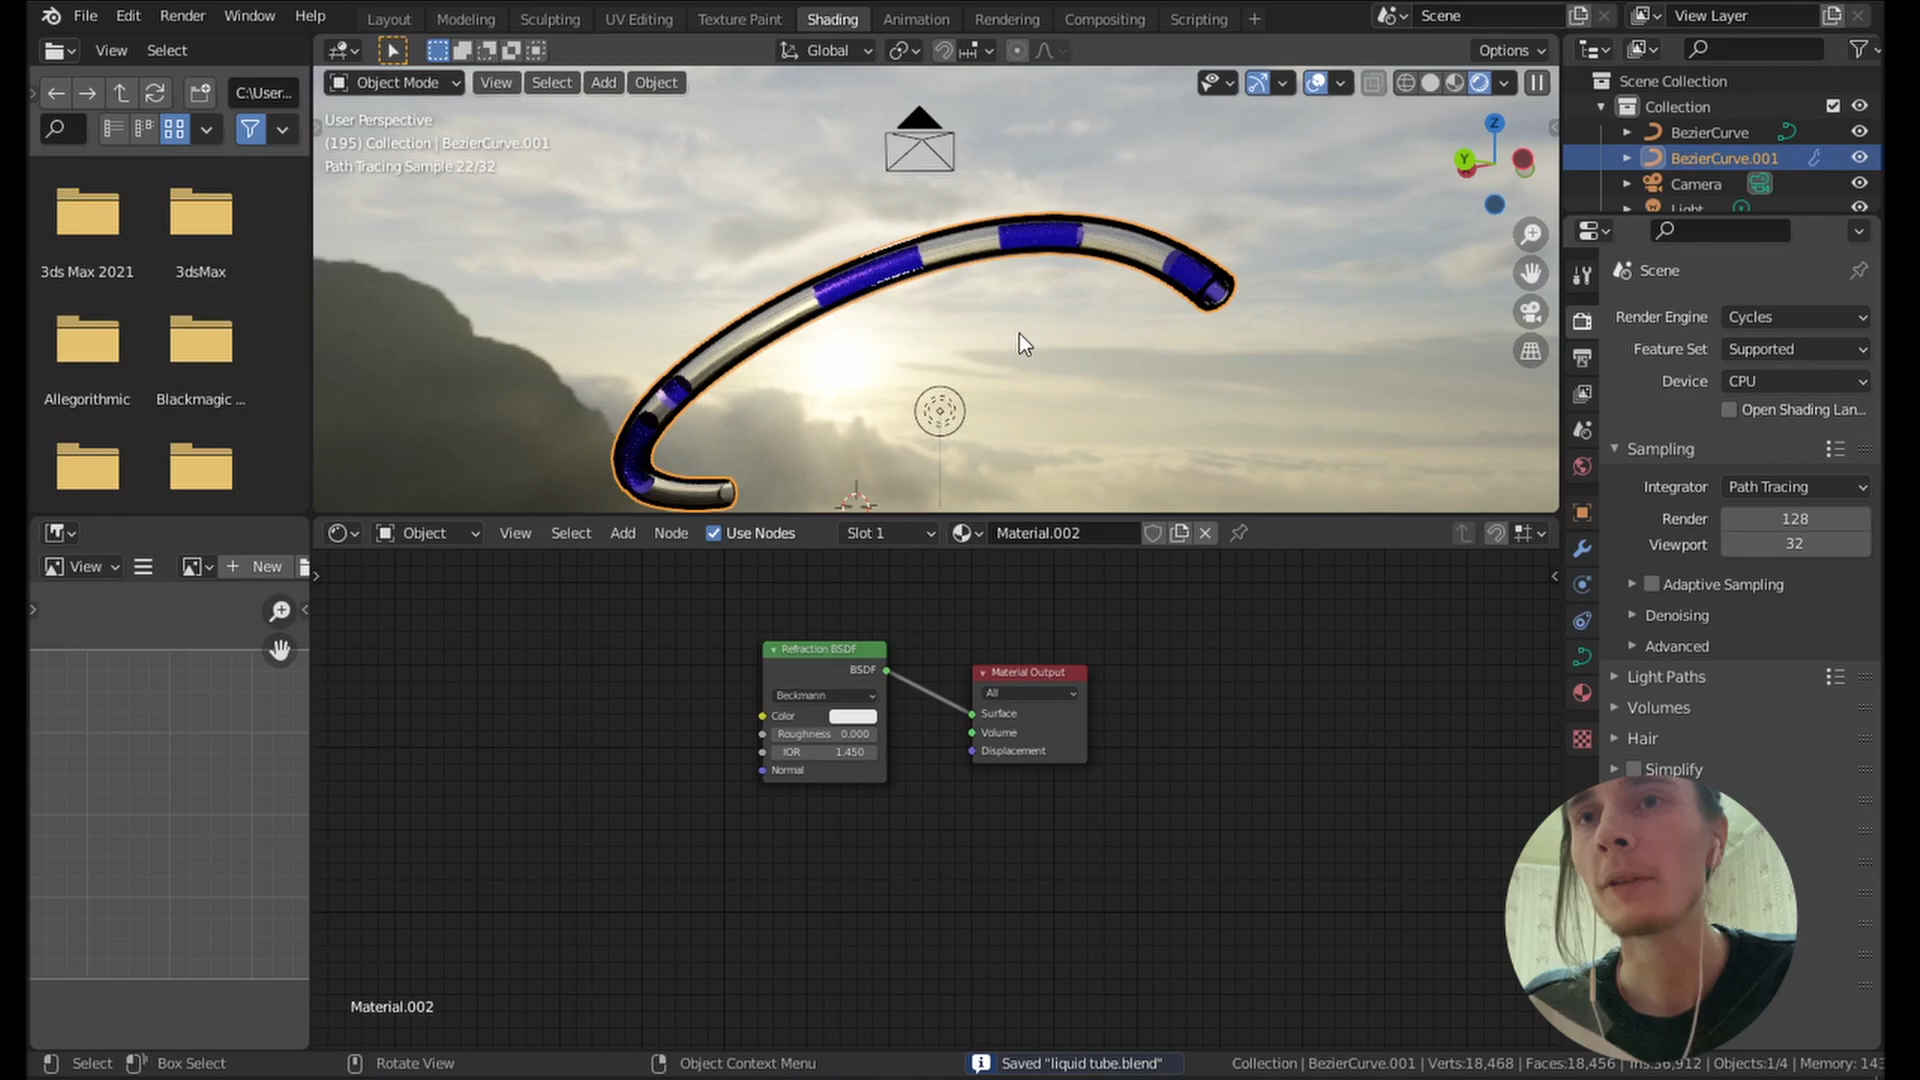 File Edit Render Window Help
Layout Modeling Sculpting UV Editing Texture Paint Shading Animation Rendering Compositing Scripting +
Scene
View Layer
View Select
Global
Options
C:\User...
Object Mode View Select Add Object
User Perspective
(195) Collection | BezierCurve.001
Path Tracing Sample 22/32
Z
Y
3ds Max 2021
3dsMax
Allegorithmic
Blackmagic ...
Scene Collection
Collection
BezierCurve
BezierCurve.001
Camera
Light
Scene
Render Engine Cycles
Feature Set Supported
Device CPU
Open Shading Lan...
Sampling
Integrator Path Tracing
Render 128
Viewport 32
Adaptive Sampling
Denoising
Advanced
Light Paths
Volumes
Hair
Simplify
Object View Select Add Node Use Nodes Slot 1 Material.002
View
+ New
Refraction BSDF
BSDF
Beckmann
Color
Roughness 0.000
IOR 1.450
Normal
Material Output
All
Surface
Volume
Displacement
Material.002
Select Box Select Rotate View Object Context Menu
Saved "liquid tube.blend"
Collection | BezierCurve.001 | Verts:18,468 | Faces:18,456 | Objects:1/4 | Memory: